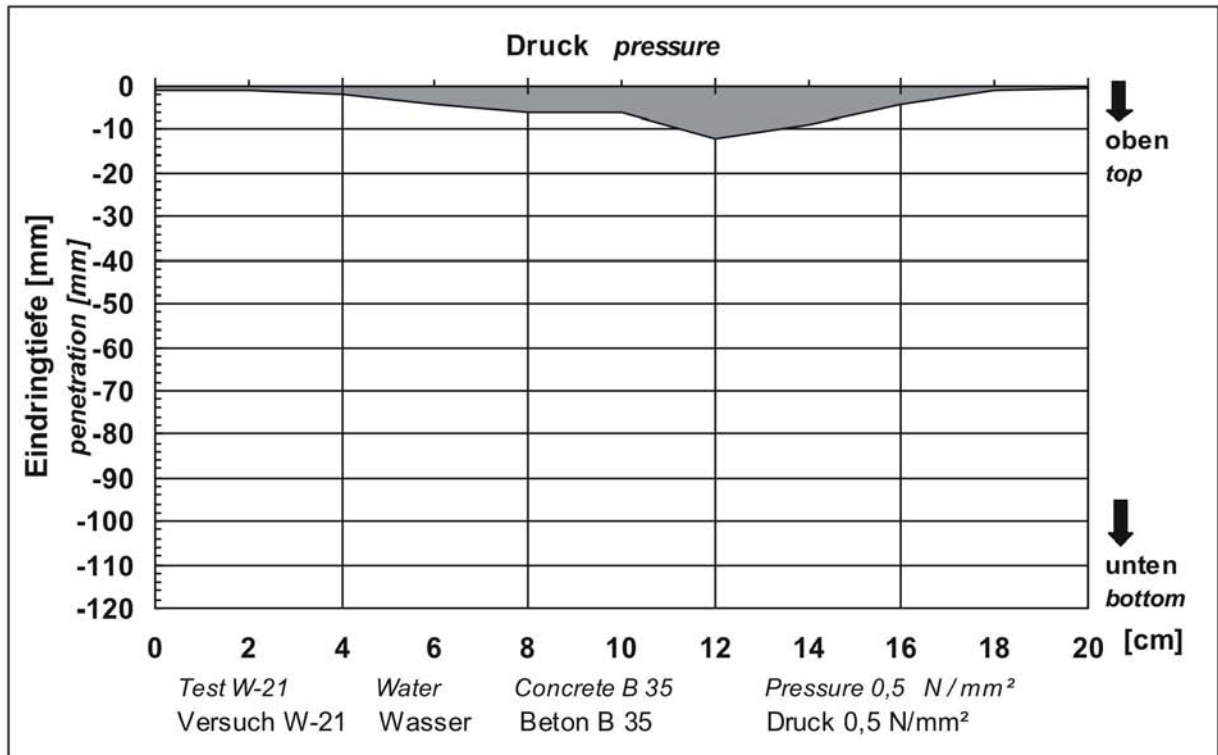 Druck pressure
Eindringtiefe [mm]
penetration [mm]
0
-10
-20
-30
-40
-50
-60
-70
-80
-90
-100
-110
-120
oben
top
unten
bottom
0 2 4 6 8 10 12 14 16 18 20 [cm]
Test W-21 Water Concrete B 35 Pressure 0,5 N / mm²
Versuch W-21 Wasser Beton B 35 Druck 0,5 N/mm²